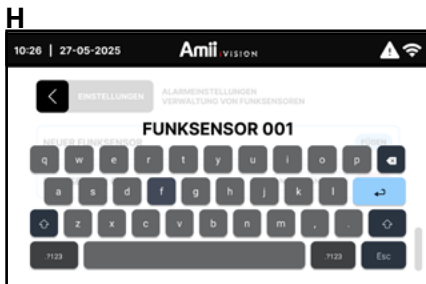 H
10:26 | 27-05-2025 Amii VISION
EINSTELLUNGEN ALARMEINSTELLUNGEN
VERWALTUNG VON FUNKSENSOREN
FUNKSENSOR 001
NEUER FUNKSENSOR
q w e r t y u i o p
a s d f g h j k l
z x c v b n m , .
.?123 .?123 Esc